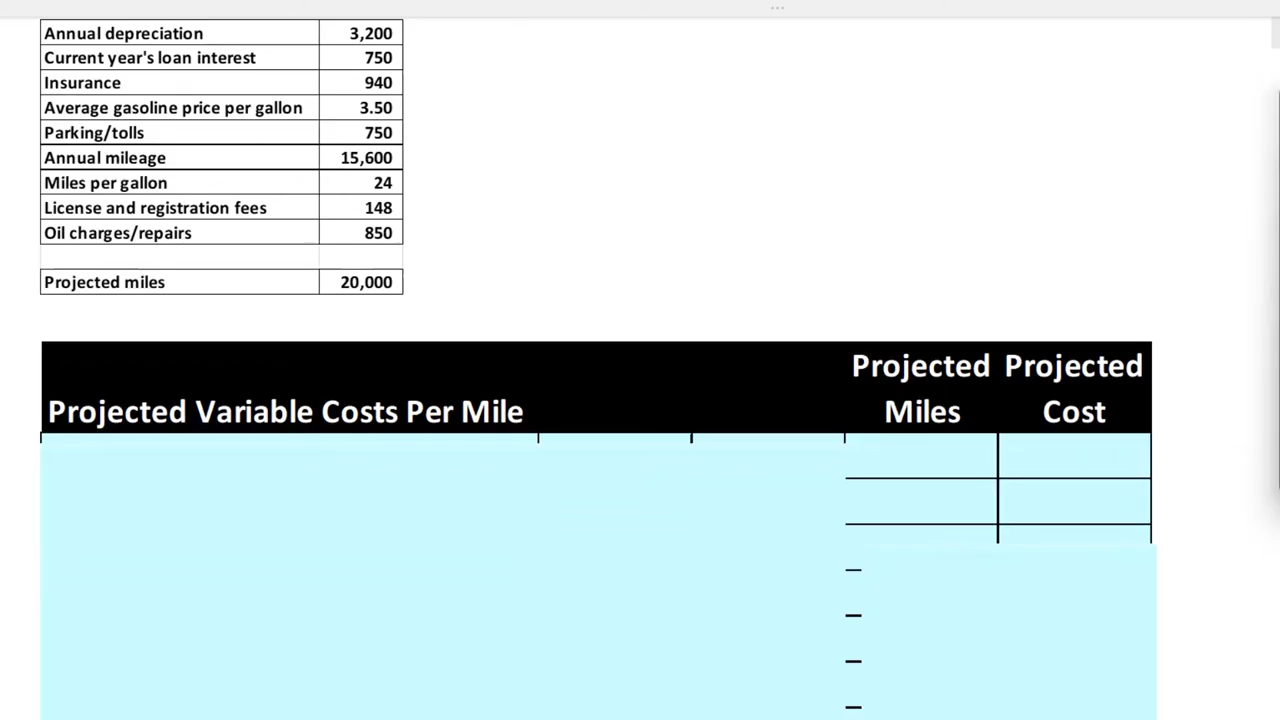 Annual depreciation 3,200
Current year's loan interest 750
Insurance 940
Average gasoline price per gallon 3.50
Parking/tolls 750
Annual mileage 15,600
Miles per gallon 24
License and registration fees 148
Oil charges/repairs 850
Projected miles 20,000
Projected Projected
Projected Variable Costs Per Mile Miles Cost